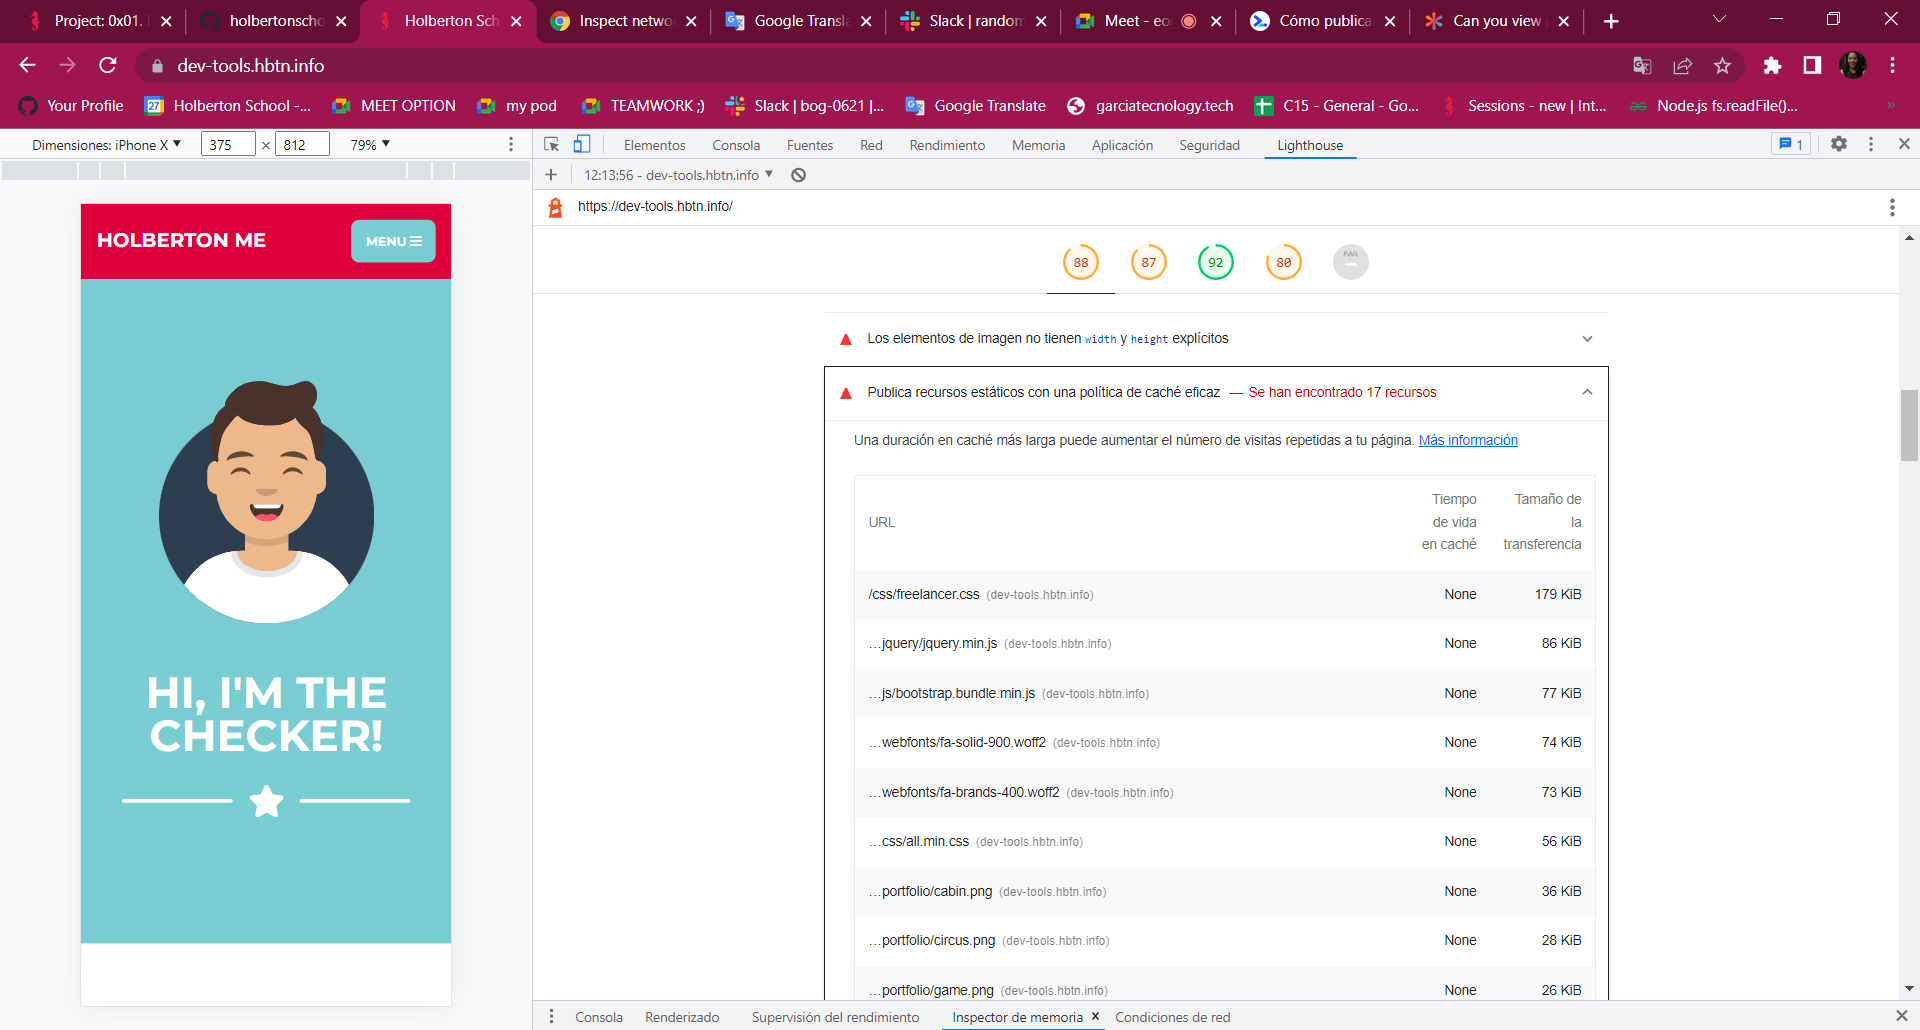 Project: 0x01.
holbertonscho
Holberton Sch
Inspect netwo
Google Transla
Slack | random
Meet - eo
Cómo publica
Can you view
dev-tools.hbtn.info
Your Profile
27
Holberton School -...
MEET OPTION
my pod
TEAMWORK ;)
Slack | bog-0621 |...
Google Translate
garciatecnology.tech
C15 - General - Go...
Sessions - new | Int...
Node.js fs.readFile()...
»
Dimensiones: iPhone X
375 × 812
79%
Elementos
Consola
Fuentes
Red
Rendimiento
Memoria
Aplicación
Seguridad
Lighthouse
1
12:13:56 - dev-tools.hbtn.info
https://dev-tools.hbtn.info/
88
87
92
80
PWA
HOLBERTON ME
MENU
HI, I'M THE
CHECKER!
Los elementos de imagen no tienen width y height explícitos
Publica recursos estáticos con una política de caché eficaz — Se han encontrado 17 recursos
Una duración en caché más larga puede aumentar el número de visitas repetidas a tu página. Más información
URL
Tiempo
de vida
en caché
Tamaño de
la
transferencia
/css/freelancer.css (dev-tools.hbtn.info) None 179 KiB
…jquery/jquery.min.js (dev-tools.hbtn.info) None 86 KiB
…js/bootstrap.bundle.min.js (dev-tools.hbtn.info) None 77 KiB
…webfonts/fa-solid-900.woff2 (dev-tools.hbtn.info) None 74 KiB
…webfonts/fa-brands-400.woff2 (dev-tools.hbtn.info) None 73 KiB
…css/all.min.css (dev-tools.hbtn.info) None 56 KiB
…portfolio/cabin.png (dev-tools.hbtn.info) None 36 KiB
…portfolio/circus.png (dev-tools.hbtn.info) None 28 KiB
…portfolio/game.png (dev-tools.hbtn.info) None 26 KiB
Consola
Renderizado
Supervisión del rendimiento
Inspector de memoria
Condiciones de red